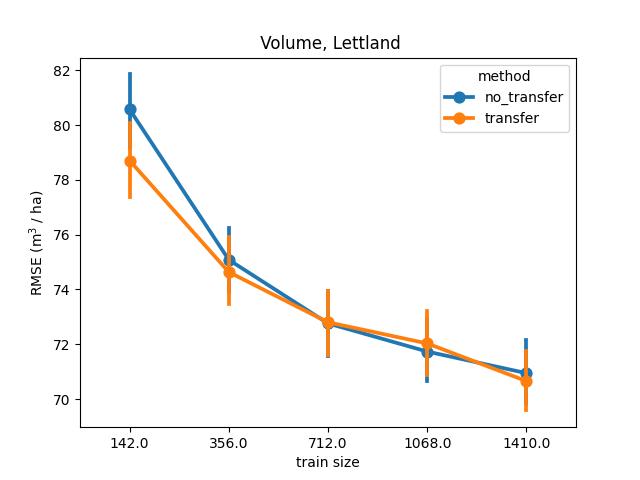 Volume, Lettland
method
no_transfer
transfer
RMSE (m³ / ha)
82
80
78
76
74
72
70
142.0 356.0 712.0 1068.0 1410.0
train size